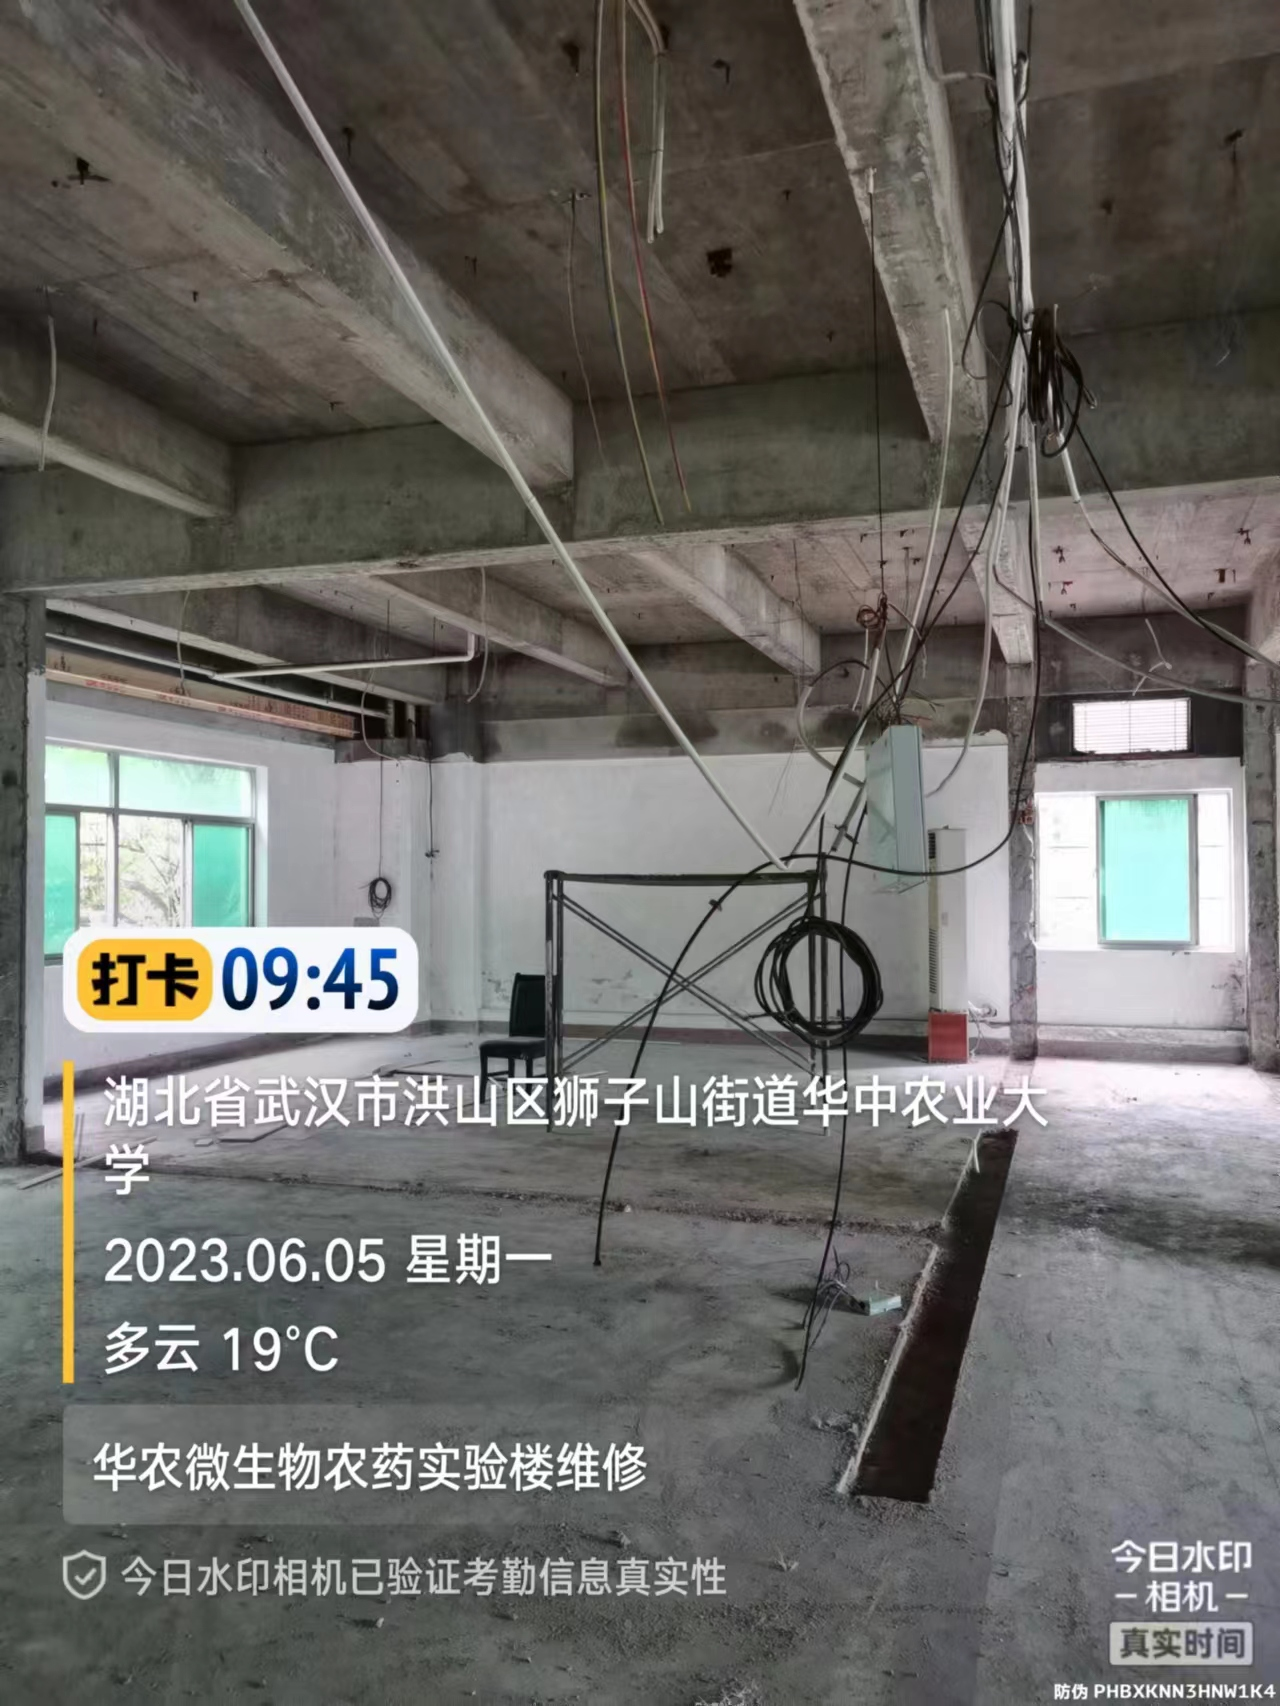 打卡 09:45
湖北省武汉市洪山区狮子山街道华中农业大
学
2023.06.05 星期一
多云 19°C
华农微生物农药实验楼维修
今日水印相机已验证考勤信息真实性
今日水印
相机
真实时间
防伪 PHBXKNN3HNW1K4